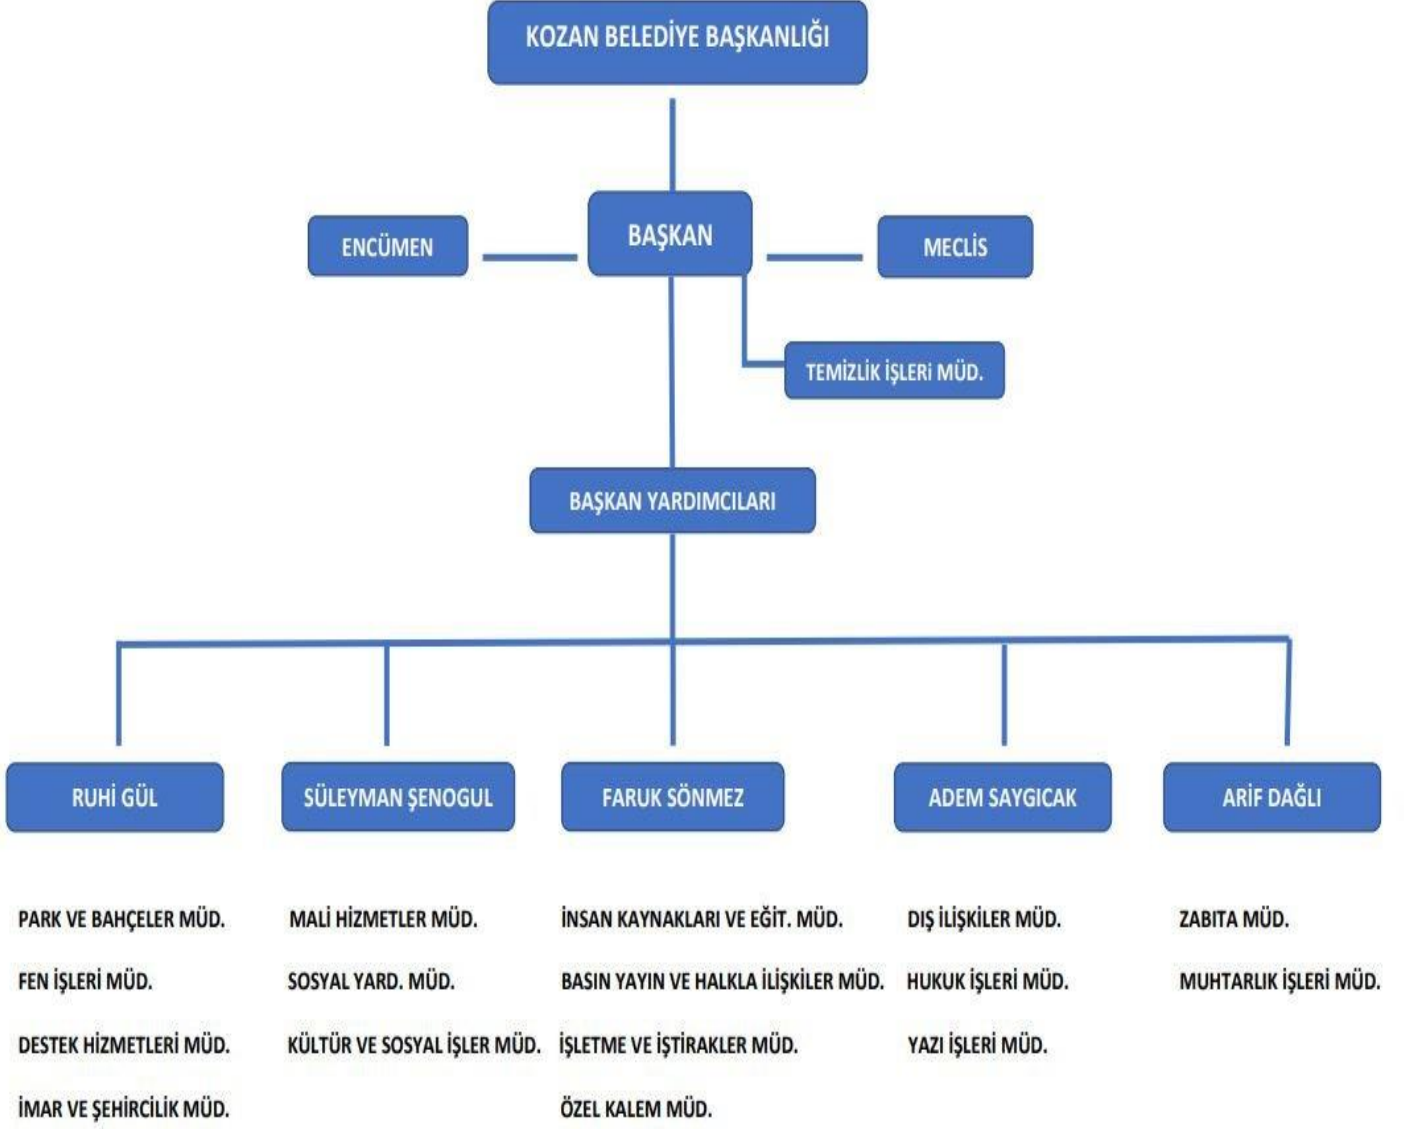 KOZAN BELEDİYE BAŞKANLIĞI
ENCÜMEN
BAŞKAN
MECLİS
TEMİZLİK İŞLERi MÜD.
BAŞKAN YARDIMCILARI
RUHİ GÜL
SÜLEYMAN ŞENOGUL
FARUK SÖNMEZ
ADEM SAYGICAK
ARİF DAĞLI
PARK VE BAHÇELER MÜD.
FEN İŞLERİ MÜD.
DESTEK HİZMETLERİ MÜD.
İMAR VE ŞEHİRCİLİK MÜD.
MALİ HİZMETLER MÜD.
SOSYAL YARD. MÜD.
KÜLTÜR VE SOSYAL İŞLER MÜD.
İNSAN KAYNAKLARI VE EĞİT. MÜD.
BASIN YAYIN VE HALKLA İLİŞKİLER MÜD.
İŞLETME VE İŞTİRAKLER MÜD.
ÖZEL KALEM MÜD.
DIŞ İLİŞKİLER MÜD.
HUKUK İŞLERİ MÜD.
YAZI İŞLERİ MÜD.
ZABITA MÜD.
MUHTARLIK İŞLERİ MÜD.